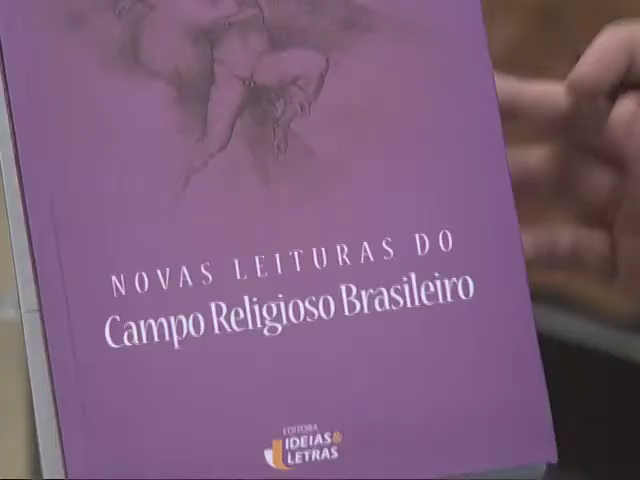 NOVAS LEITURAS DO
Campo Religioso Brasileiro
EDITORA
IDEIAS&
LETRAS